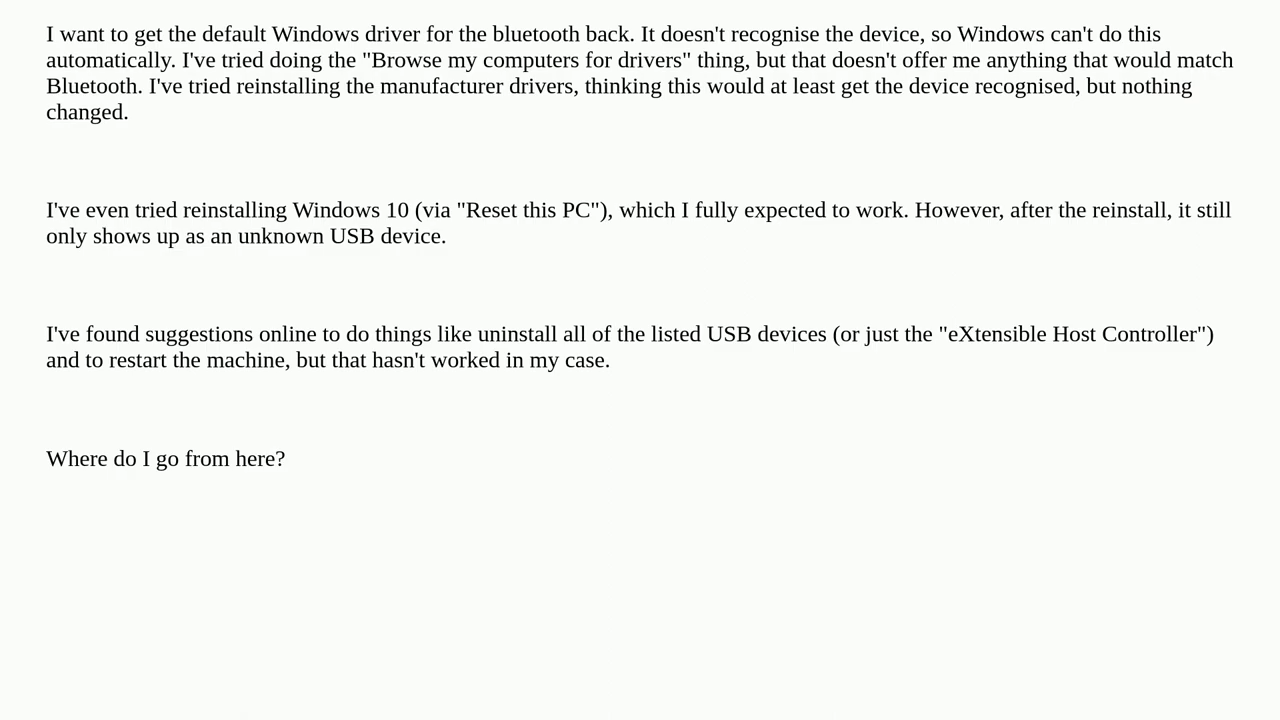 I want to get the default Windows driver for the bluetooth back. It doesn't recognise the device, so Windows can't do this
automatically. I've tried doing the "Browse my computers for drivers" thing, but that doesn't offer me anything that would match
Bluetooth. I've tried reinstalling the manufacturer drivers, thinking this would at least get the device recognised, but nothing
changed.
I've even tried reinstalling Windows 10 (via "Reset this PC"), which I fully expected to work. However, after the reinstall, it still
only shows up as an unknown USB device.
I've found suggestions online to do things like uninstall all of the listed USB devices (or just the "eXtensible Host Controller")
and to restart the machine, but that hasn't worked in my case.
Where do I go from here?